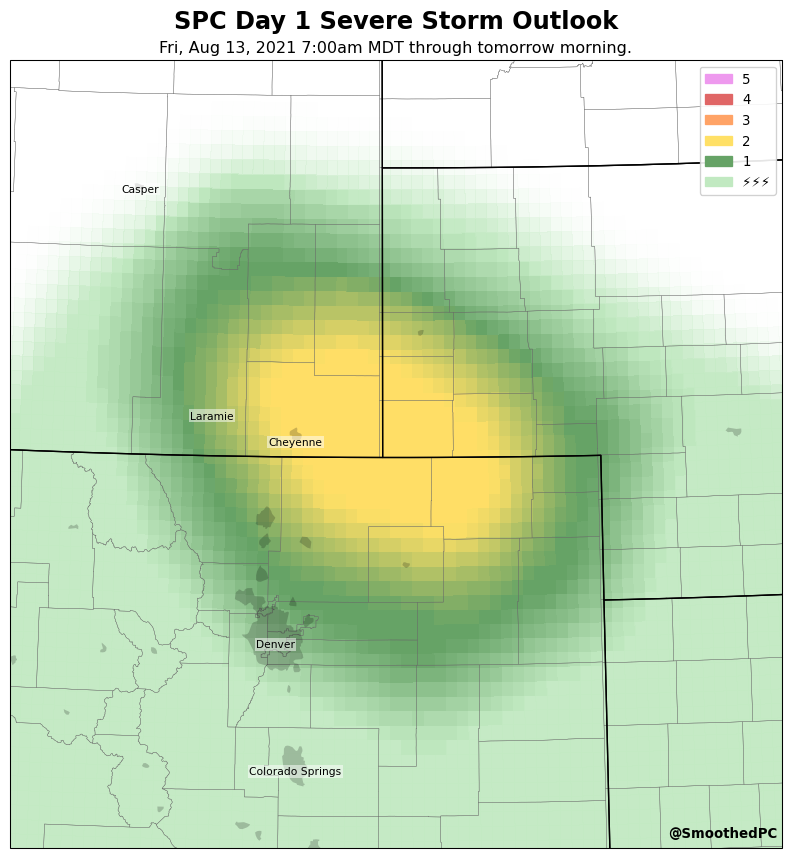 SPC Day 1 Severe Storm Outlook
Fri, Aug 13, 2021 7:00am MDT through tomorrow morning.
5
4
3
2
1
⚡⚡⚡
Casper
Laramie
Cheyenne
Denver
Colorado Springs
@SmoothedPC